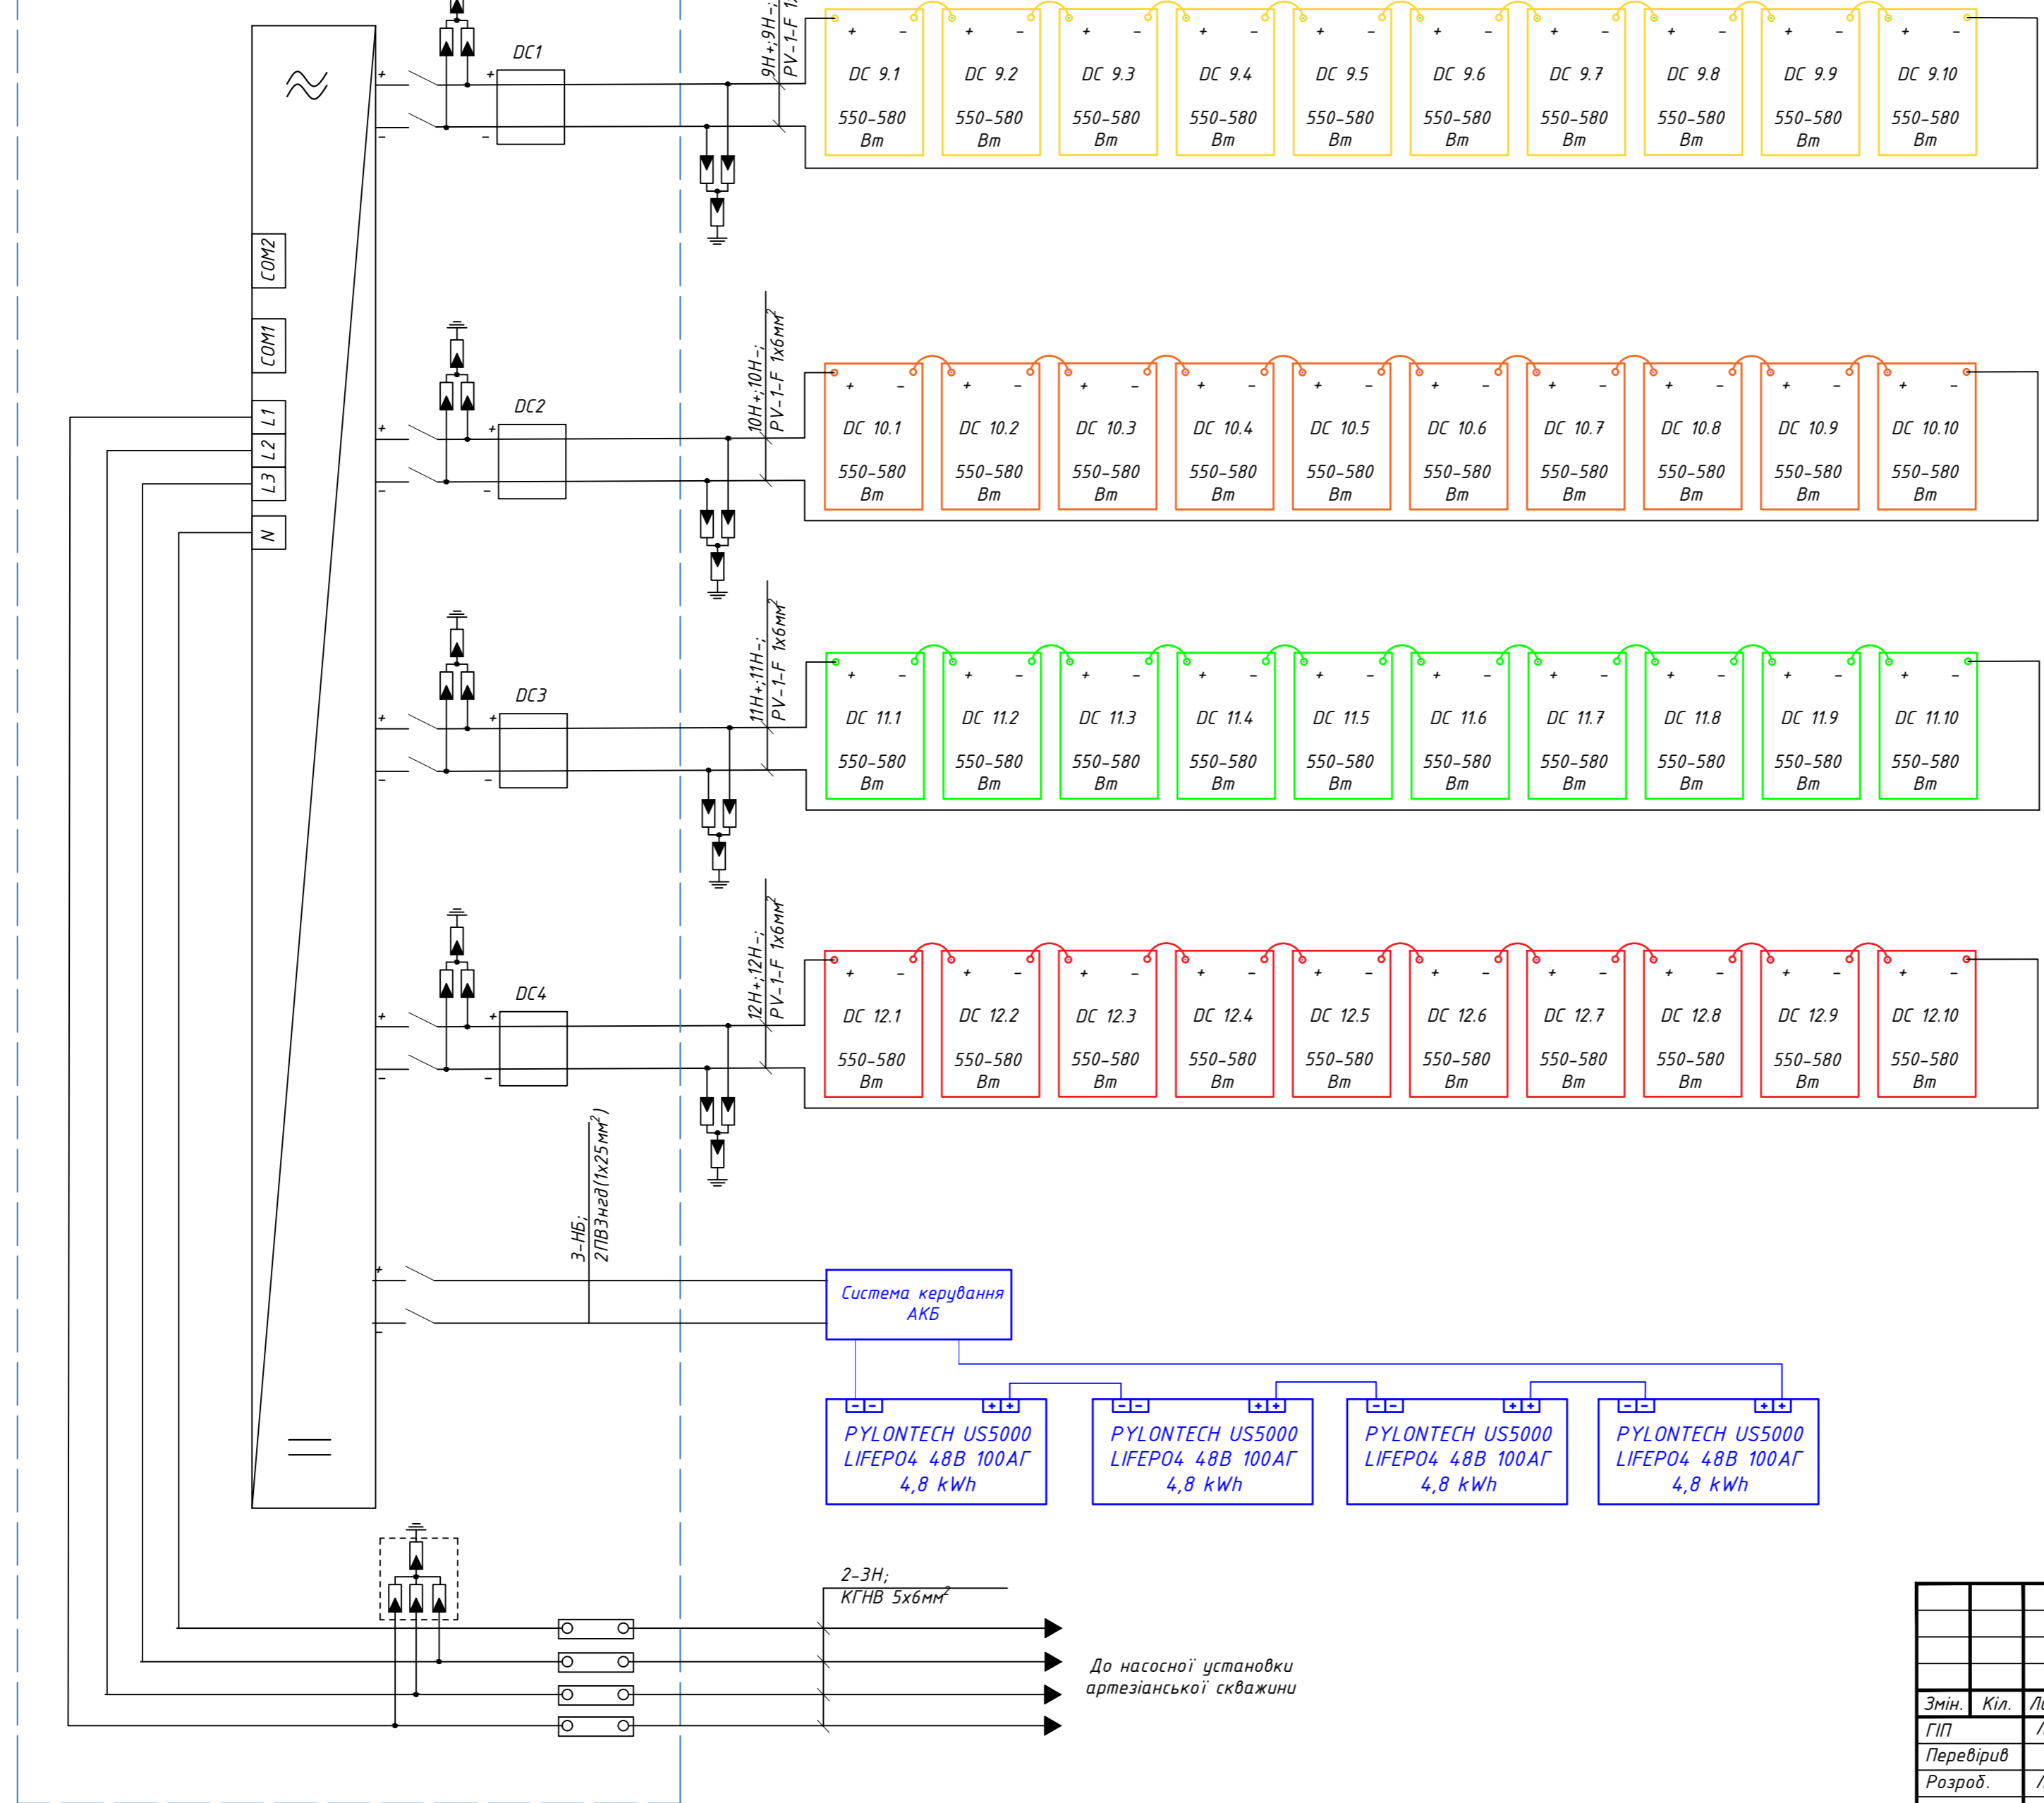 DC1
9Н+;9Н-;
PV-1-F
+ - + - + - + - + - + - + - + - + - + -
DC 9.1 DC 9.2 DC 9.3 DC 9.4 DC 9.5 DC 9.6 DC 9.7 DC 9.8 DC 9.9 DC 9.10
550-580 550-580 550-580 550-580 550-580 550-580 550-580 550-580 550-580 550-580
Вт Вт Вт Вт Вт Вт Вт Вт Вт Вт
COM2
COM1
L1
L2
L3
N
DC2
10Н+;10Н-;
PV-1-F 1х6мм²
+ - + - + - + - + - + - + - + - + - + -
DC 10.1 DC 10.2 DC 10.3 DC 10.4 DC 10.5 DC 10.6 DC 10.7 DC 10.8 DC 10.9 DC 10.10
550-580 550-580 550-580 550-580 550-580 550-580 550-580 550-580 550-580 550-580
Вт Вт Вт Вт Вт Вт Вт Вт Вт Вт
DC3
11Н+;11Н-;
PV-1-F 1х6мм²
+ - + - + - + - + - + - + - + - + - + -
DC 11.1 DC 11.2 DC 11.3 DC 11.4 DC 11.5 DC 11.6 DC 11.7 DC 11.8 DC 11.9 DC 11.10
550-580 550-580 550-580 550-580 550-580 550-580 550-580 550-580 550-580 550-580
Вт Вт Вт Вт Вт Вт Вт Вт Вт Вт
DC4
12Н+;12Н-;
PV-1-F 1х6мм²
+ - + - + - + - + - + - + - + - + - + -
DC 12.1 DC 12.2 DC 12.3 DC 12.4 DC 12.5 DC 12.6 DC 12.7 DC 12.8 DC 12.9 DC 12.10
550-580 550-580 550-580 550-580 550-580 550-580 550-580 550-580 550-580 550-580
Вт Вт Вт Вт Вт Вт Вт Вт Вт Вт
3-НБ;
2ПВ3нгд(1х25мм²)
Система керування
АКБ
- - + + - - + + - - + + - - + +
PYLONTECH US5000 PYLONTECH US5000 PYLONTECH US5000 PYLONTECH US5000
LIFEPO4 48В 100АГ LIFEPO4 48В 100АГ LIFEPO4 48В 100АГ LIFEPO4 48В 100АГ
4,8 kWh 4,8 kWh 4,8 kWh 4,8 kWh
2-3Н;
КГНВ 5х6мм²
До насосної установки
артезіанської скважини
Змін. Кіл.
ГІП
Перевірив
Розроб.